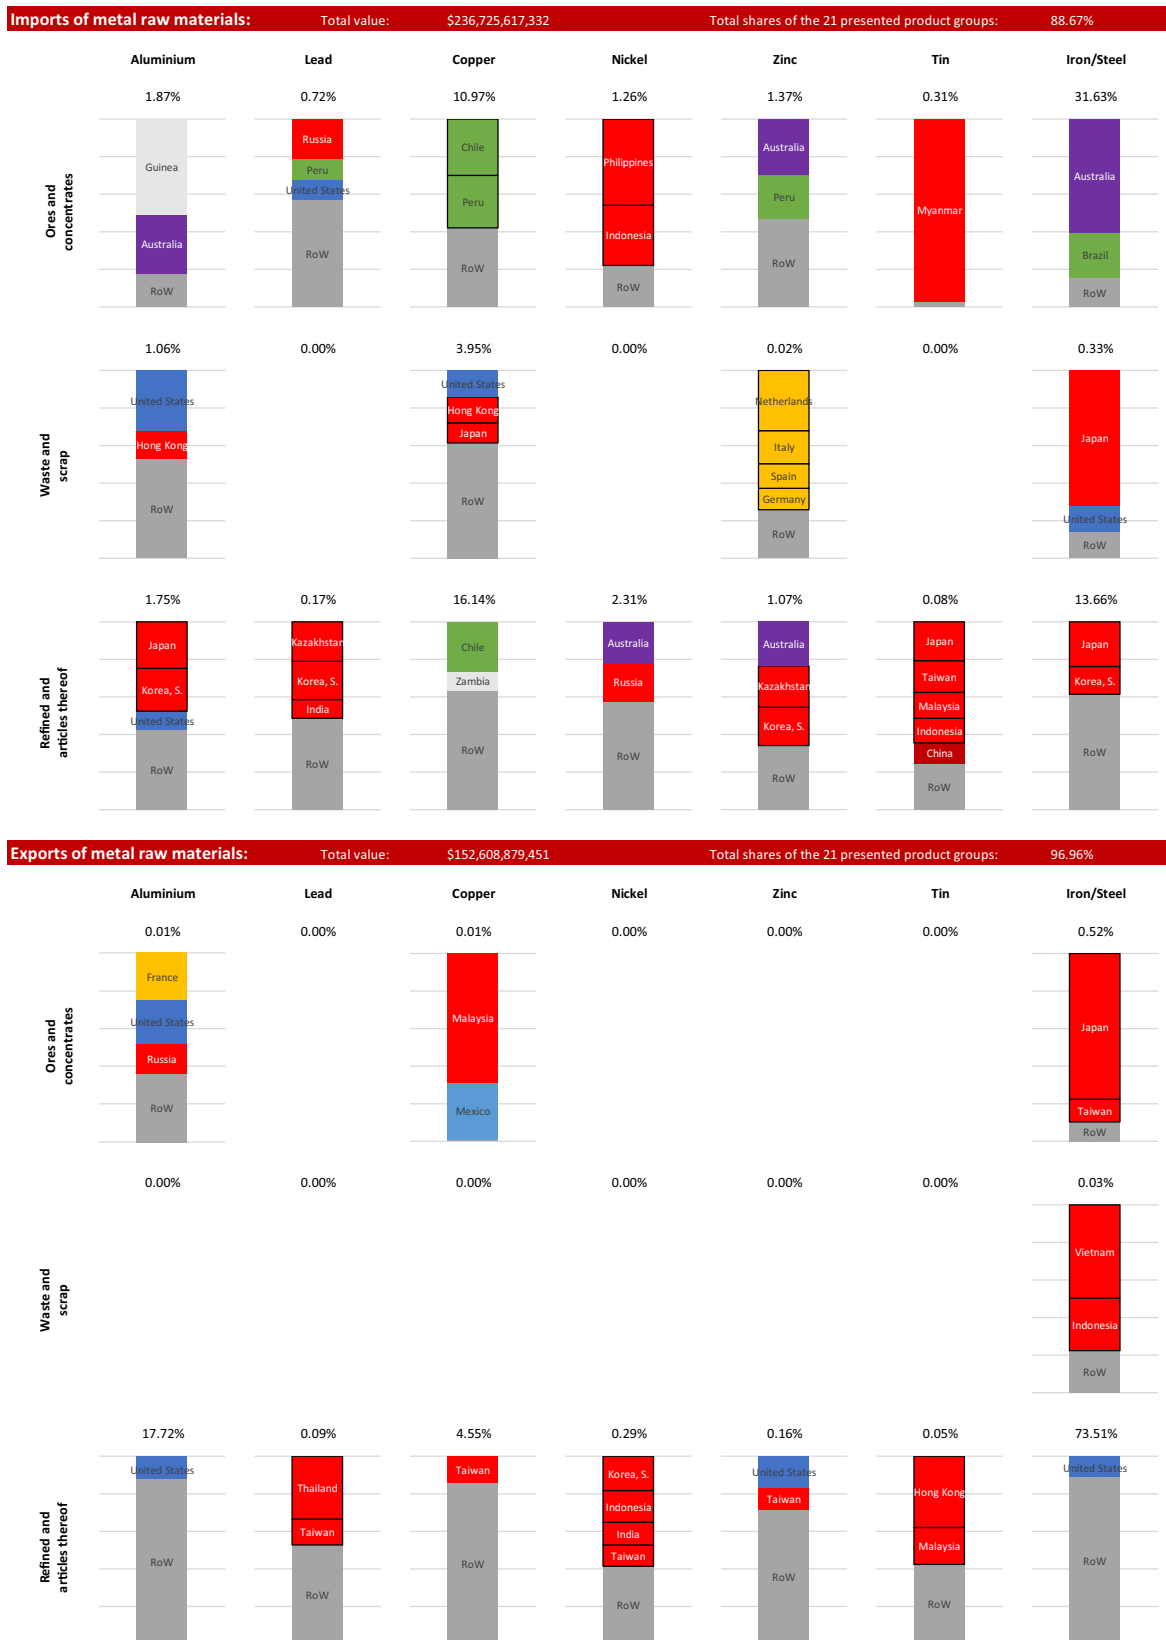 Imports of metal raw materials: Total value: $236,725,617,332 Total shares of the 21 presented product groups: 88.67%
Aluminium Lead Copper Nickel Zinc Tin Iron/Steel
Ores and
concentrates
1.87% 0.72% 10.97% 1.26% 1.37% 0.31% 31.63%
Guinea
Australia
RoW
Russia
Peru
United States
RoW
Chile
Peru
RoW
Philippines
Indonesia
RoW
Australia
Peru
RoW
Myanmar
Australia
Brazil
RoW
Waste and
scrap
1.06% 0.00% 3.95% 0.00% 0.02% 0.00% 0.33%
United States
Hong Kong
RoW
United States
Hong Kong
Japan
RoW
Netherlands
Italy
Spain
Germany
RoW
Japan
United States
RoW
Refined and
articles thereof
1.75% 0.17% 16.14% 2.31% 1.07% 0.08% 13.66%
Japan
Korea, S.
United States
RoW
Kazakhstan
Korea, S.
India
RoW
Chile
Zambia
RoW
Australia
Russia
RoW
Australia
Kazakhstan
Korea, S.
RoW
Japan
Taiwan
Malaysia
Indonesia
China
RoW
Japan
Korea, S.
RoW
Exports of metal raw materials: Total value: $152,608,879,451 Total shares of the 21 presented product groups: 96.96%
Aluminium Lead Copper Nickel Zinc Tin Iron/Steel
Ores and
concentrates
0.01% 0.00% 0.01% 0.00% 0.00% 0.00% 0.52%
France
United States
Russia
RoW
Malaysia
Mexico
Japan
Taiwan
RoW
Waste and
scrap
0.00% 0.00% 0.00% 0.00% 0.00% 0.00% 0.03%
Vietnam
Indonesia
RoW
Refined and
articles thereof
17.72% 0.09% 4.55% 0.29% 0.16% 0.05% 73.51%
United States
RoW
Thailand
Taiwan
RoW
Taiwan
RoW
Korea, S.
Indonesia
India
Taiwan
RoW
United States
Taiwan
RoW
Hong Kong
Malaysia
RoW
United States
RoW